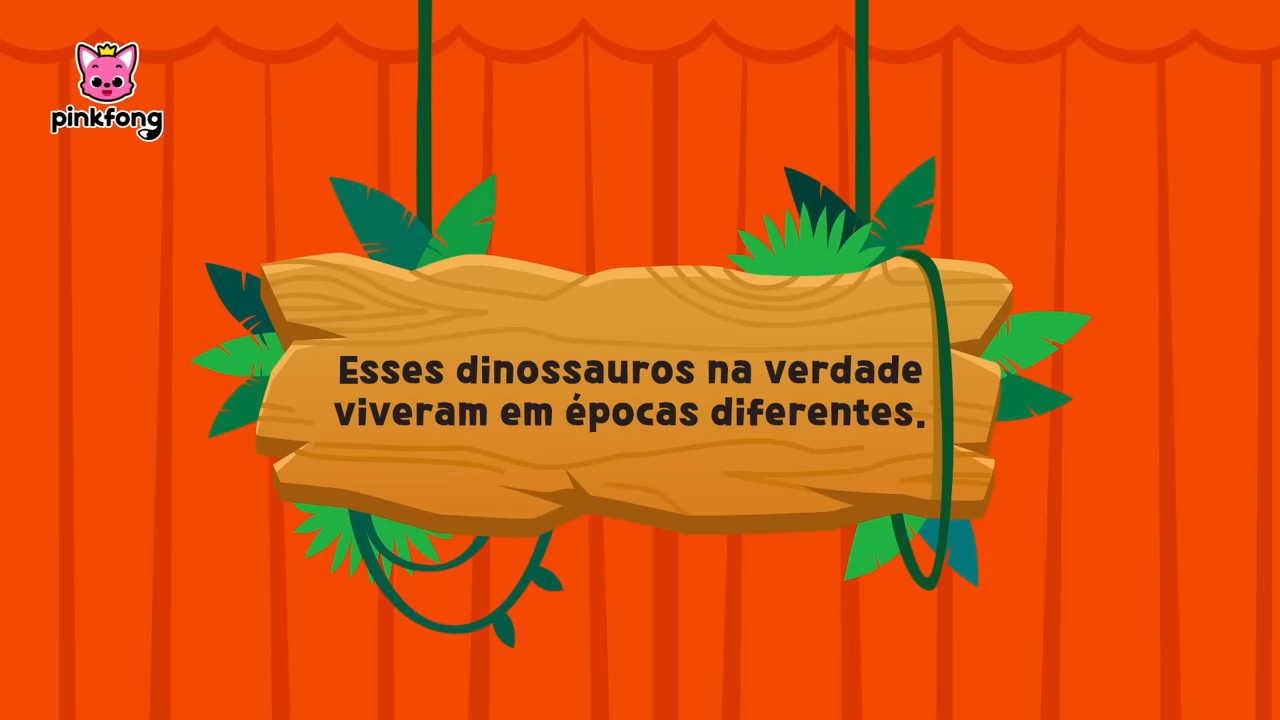 pinkfong
Esses dinossauros na verdade
viveram em épocas diferentes.